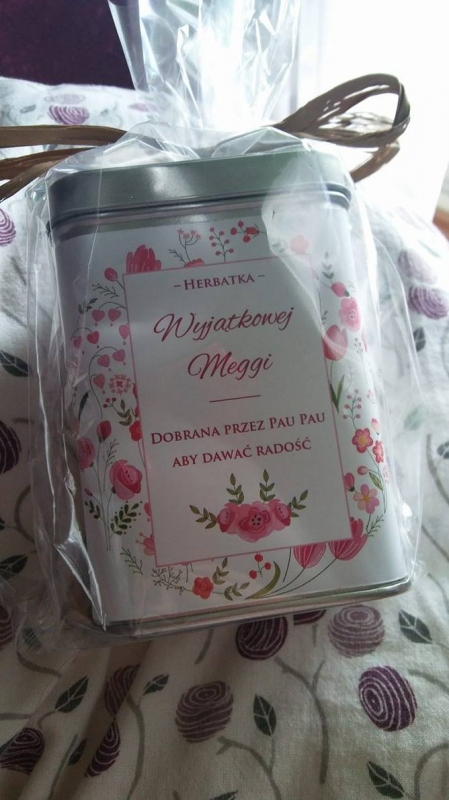 – HERBATKA –
Wyjątkowej
Meggi
DOBRANA PRZEZ PAU PAU
ABY DAWAĆ RADOŚĆ